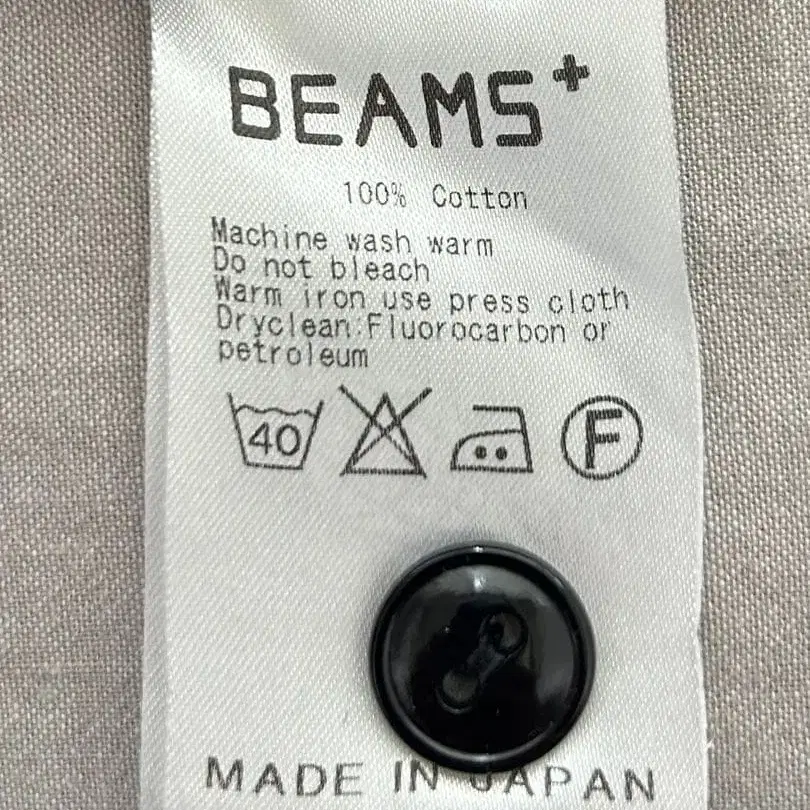 BEAMS+
100% Cotton
Machine wash warm
Do not bleach
Warm iron use press cloth
Dryclean:Fluorocarbon or
petroleum
40
F
MADE IN JAPAN